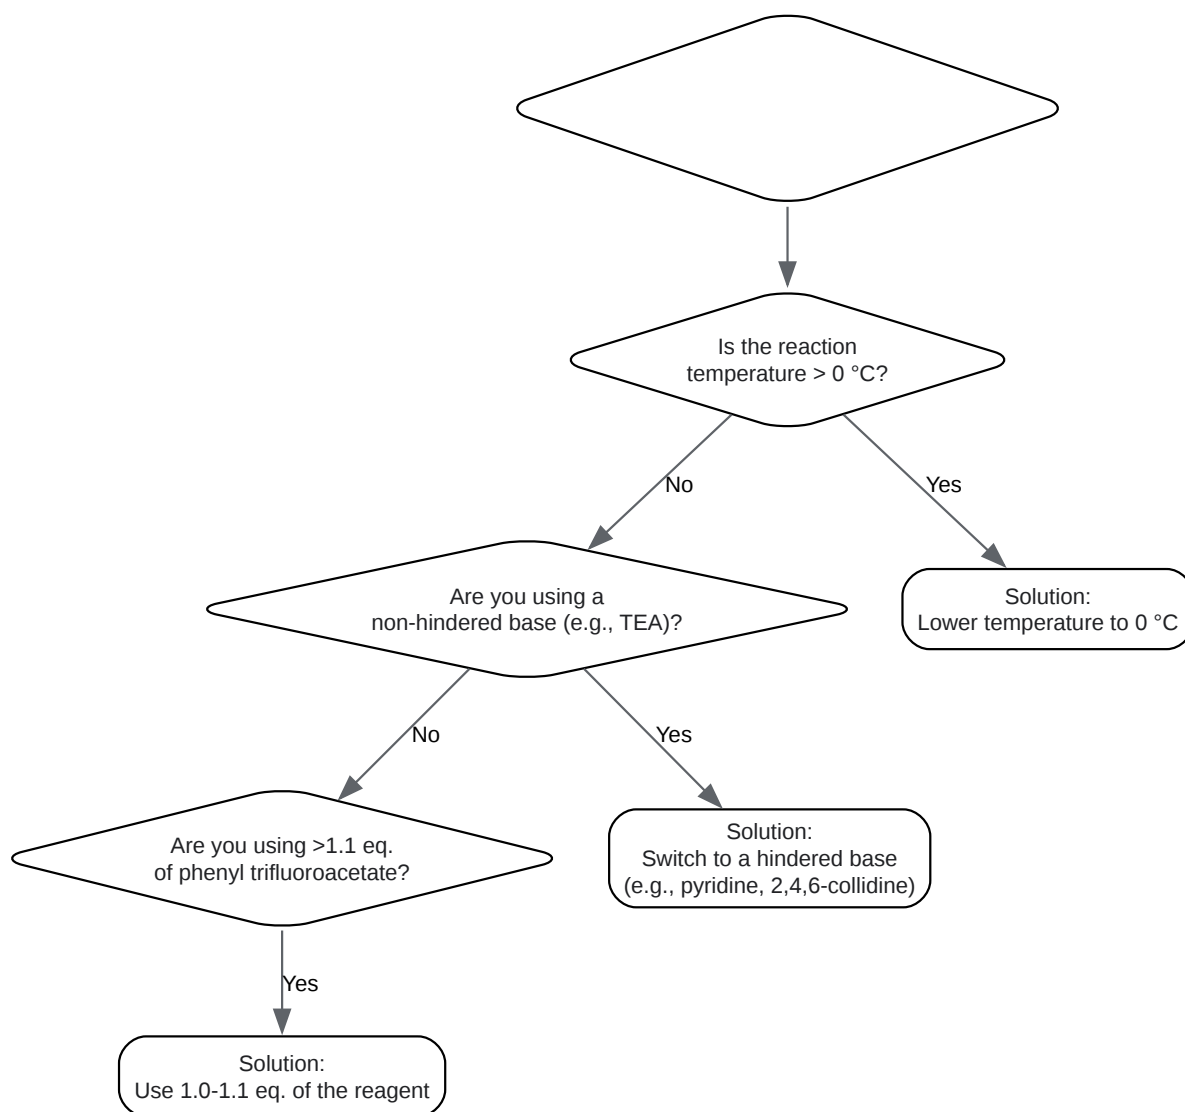 Is the reaction
temperature > 0 °C?
No
Yes
Are you using a
non-hindered base (e.g., TEA)?
Solution:
Lower temperature to 0 °C
No
Yes
Are you using >1.1 eq.
of phenyl trifluoroacetate?
Solution:
Switch to a hindered base
(e.g., pyridine, 2,4,6-collidine)
Yes
Solution:
Use 1.0-1.1 eq. of the reagent